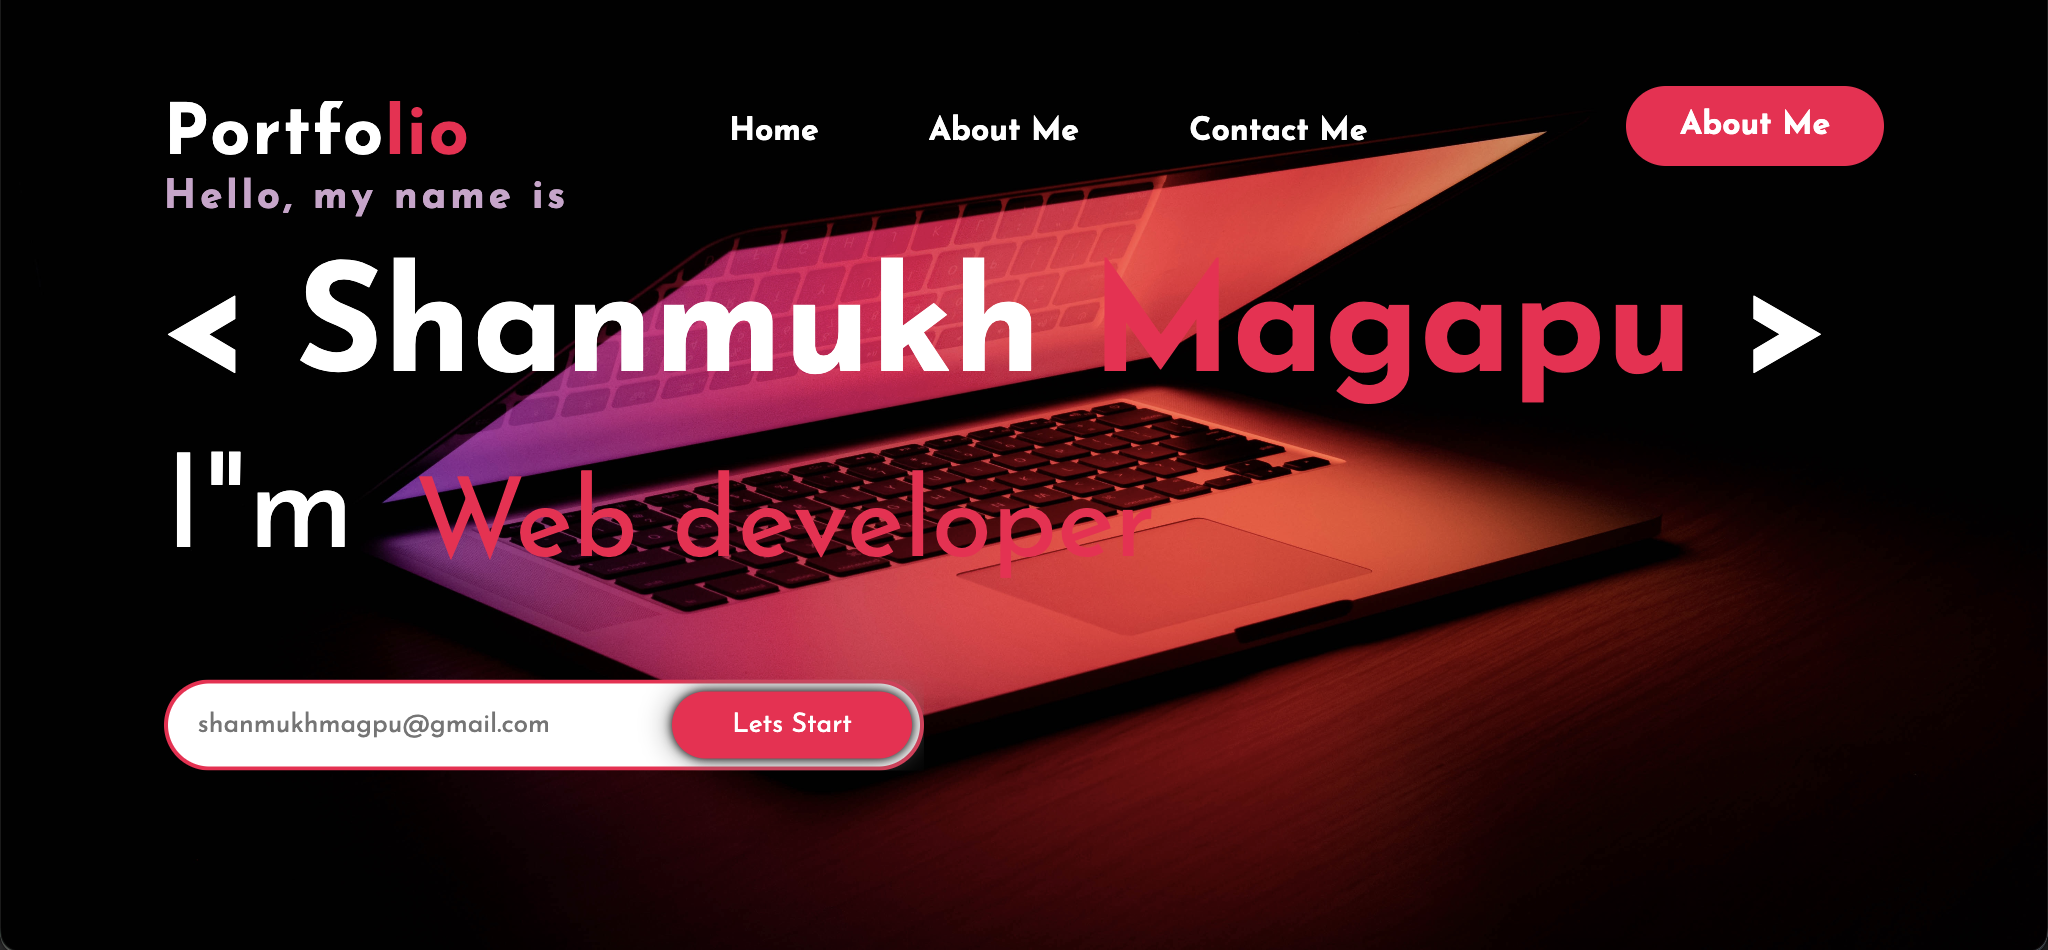 Portfolio
Home
About Me
Contact Me
About Me
Hello, my name is
< Shanmukh Magapu >
I"m Web developer
shanmukhmagpu@gmail.com
Lets Start